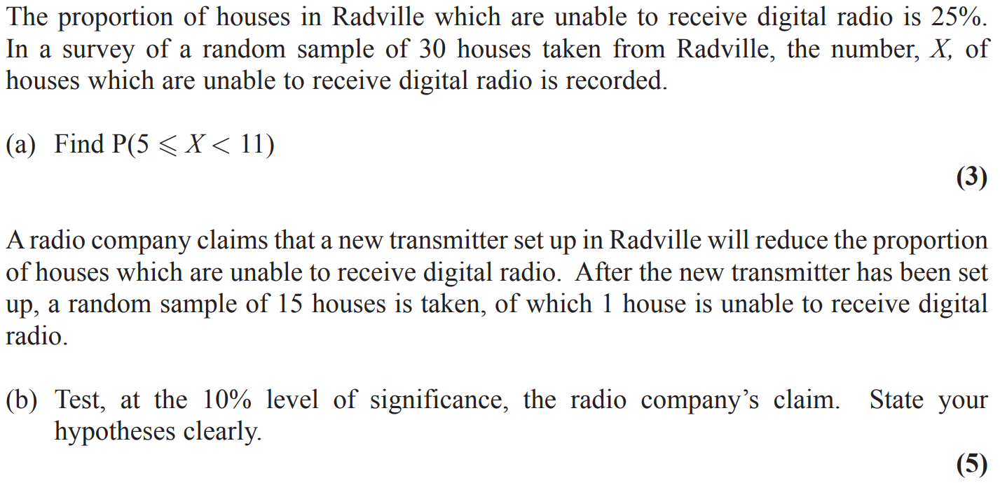 The proportion of houses in Radville which are unable to receive digital radio is 25%.
In a survey of a random sample of 30 houses taken from Radville, the number, X, of
houses which are unable to receive digital radio is recorded.
(a) Find P(5 ⩽ X < 11)
(3)
A radio company claims that a new transmitter set up in Radville will reduce the proportion
of houses which are unable to receive digital radio. After the new transmitter has been set
up, a random sample of 15 houses is taken, of which 1 house is unable to receive digital
radio.
(b) Test, at the 10% level of significance, the radio company’s claim. State your
hypotheses clearly.
(5)